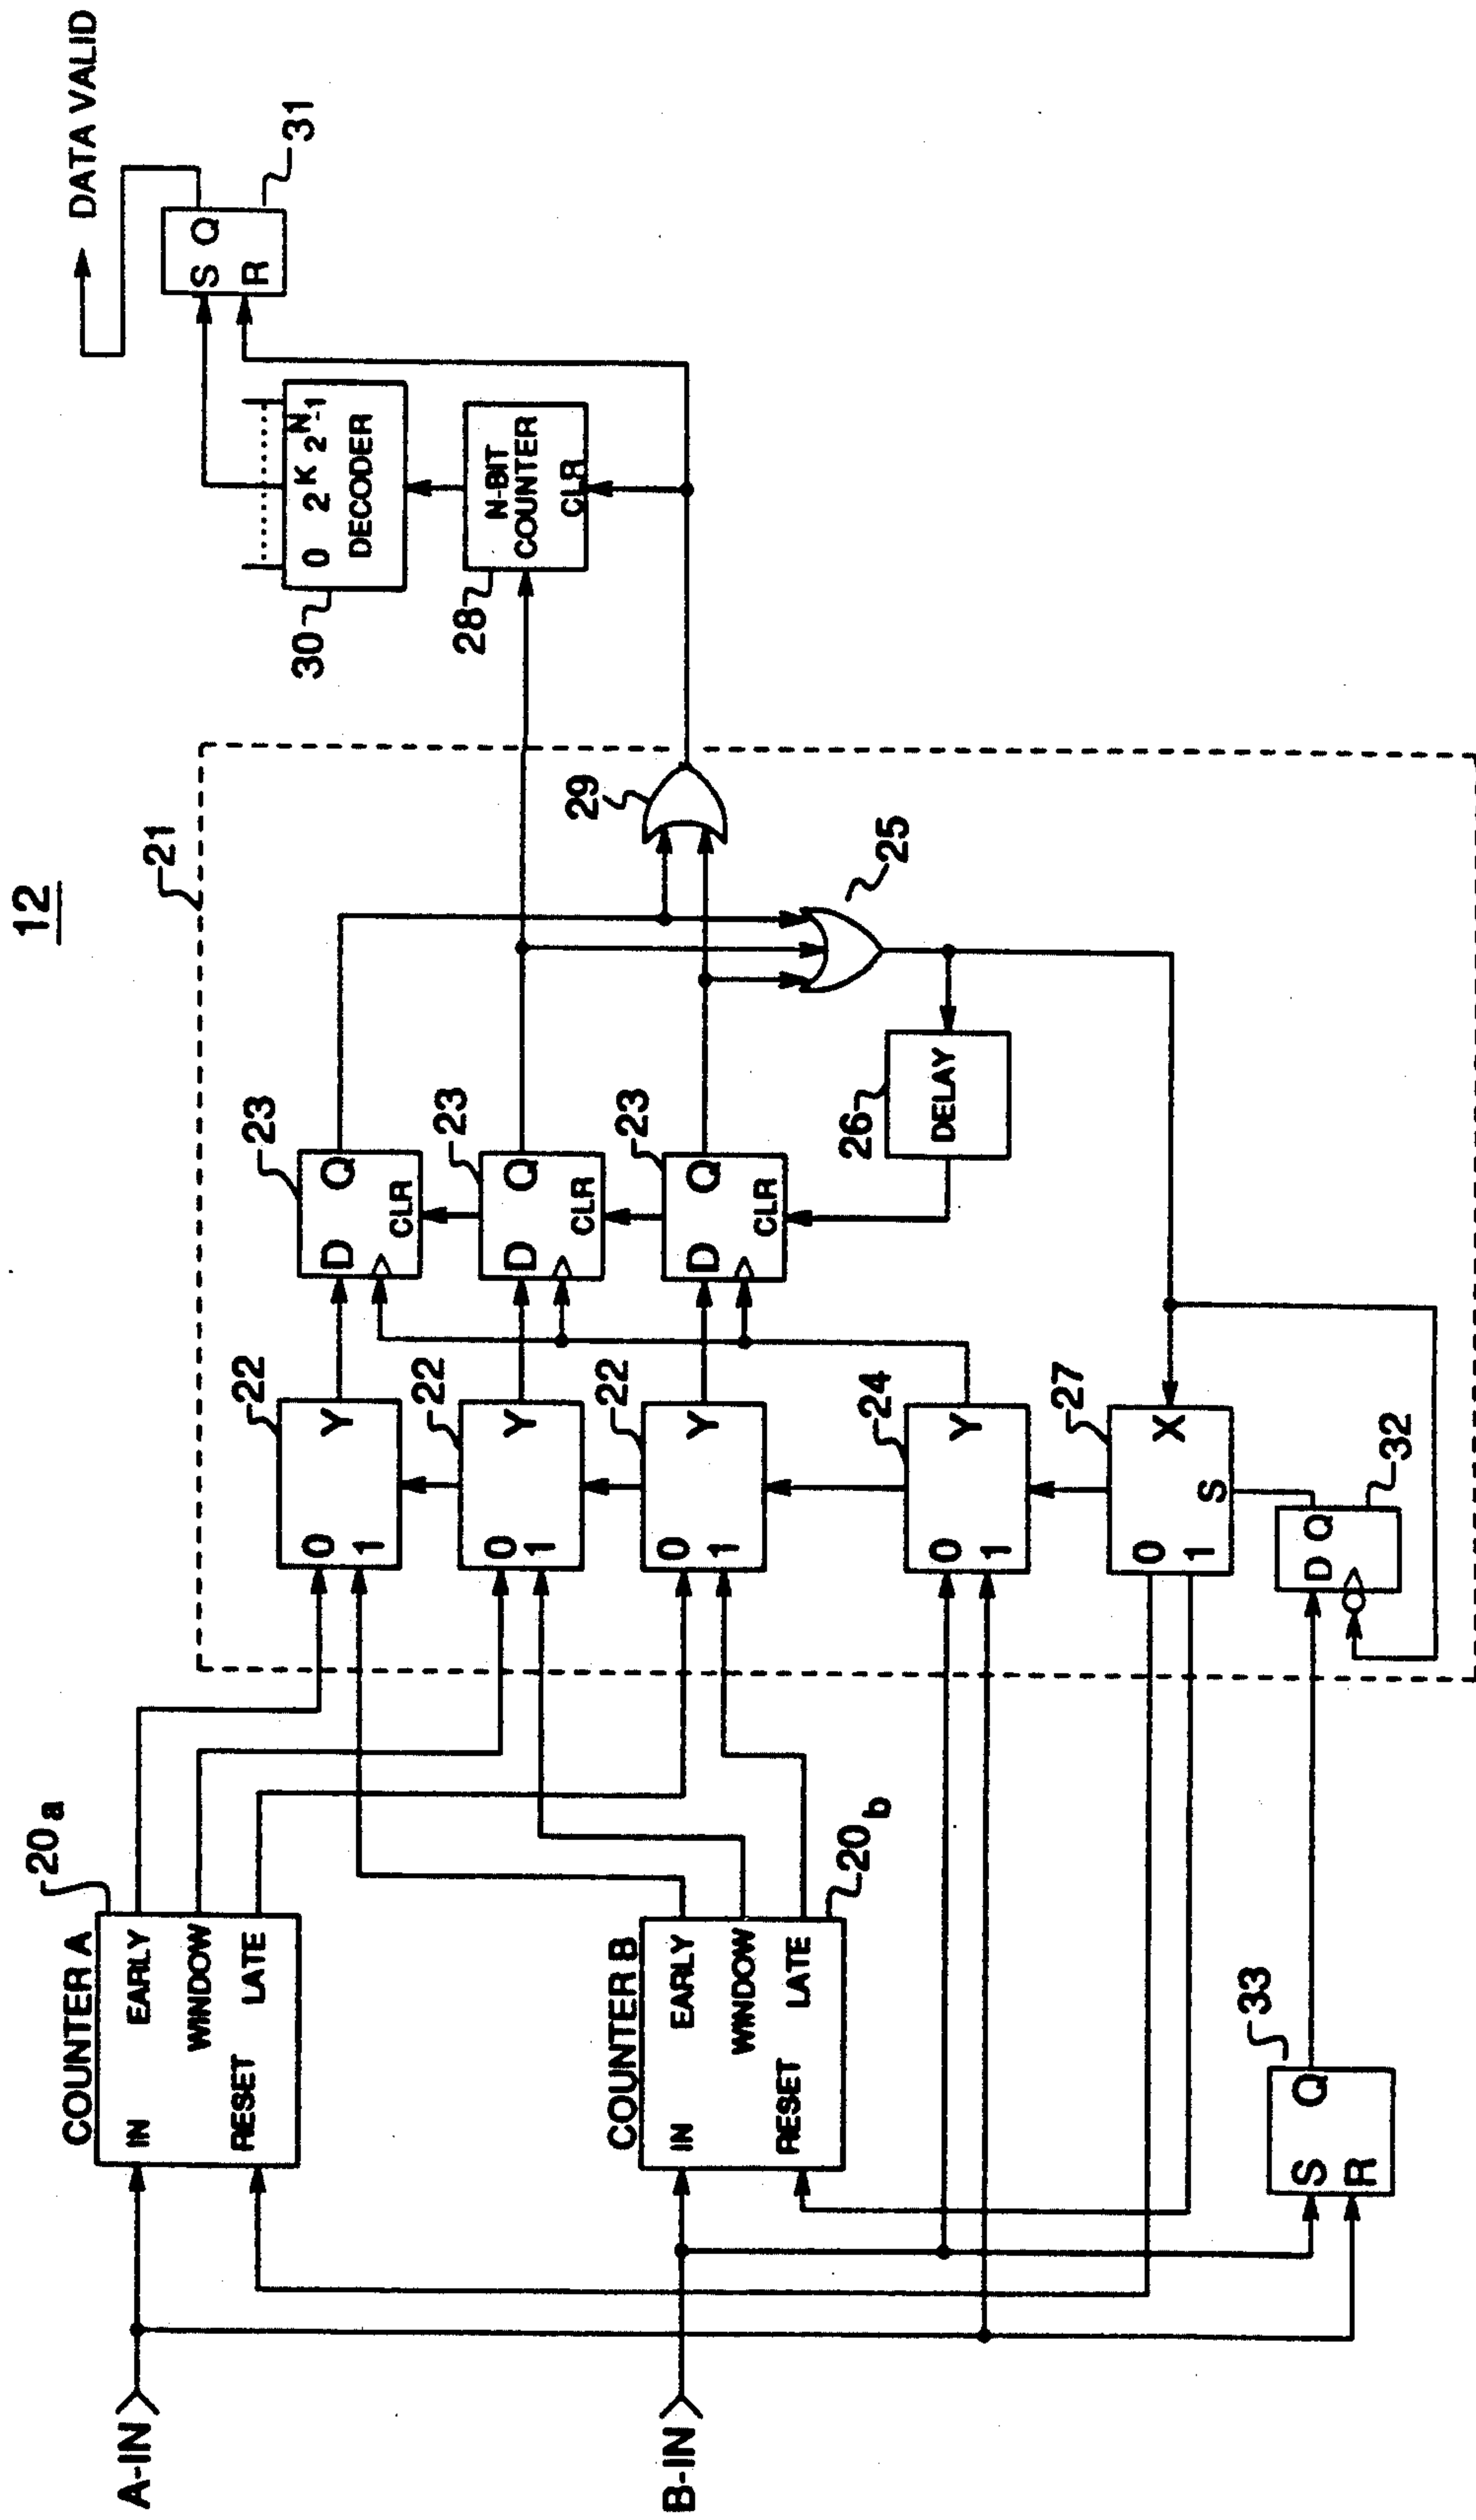 12
A-IN
B-IN
COUNTER A
20a
IN EARLY
WINDOW
RESET LATE
COUNTER B
20b
IN EARLY
WINDOW
RESET LATE
33
S Q
R
21
22
0 Y
1
22
0 Y
1
22
0 Y
1
24
0 Y
1
27
0 X
1 S
32
D Q
23
D Q
CLR
23
D Q
CLR
23
D Q
CLR
26
DELAY
25
29
28
N-BIT
COUNTER
CLR
30
0 2K 2N-1
DECODER
31
S Q
R
DATA VALID